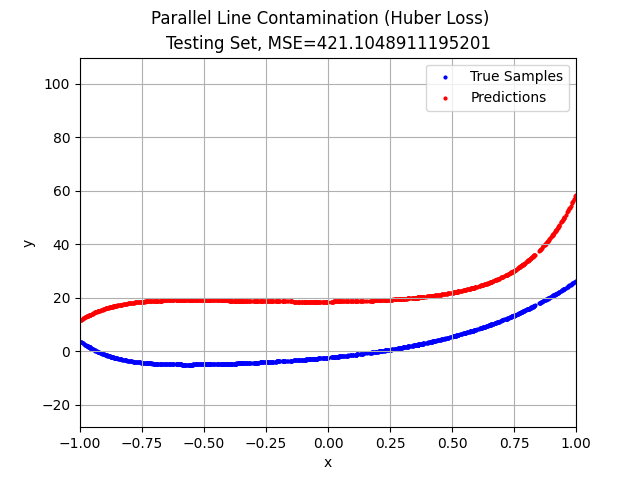 Parallel Line Contamination (Huber Loss)
Testing Set, MSE=421.1048911195201
True Samples
Predictions
100
80
60
40
20
0
−20
y
−1.00 −0.75 −0.50 −0.25 0.00 0.25 0.50 0.75 1.00
x